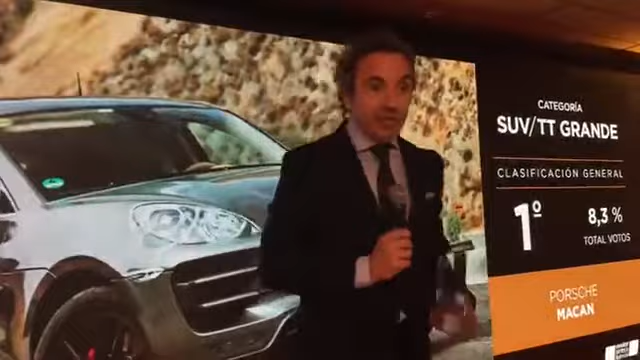 CATEGORÍA
SUV/TT GRANDE
CLASIFICACIÓN GENERAL
1º
8,3 %
TOTAL VOTOS
PORSCHE
MACAN